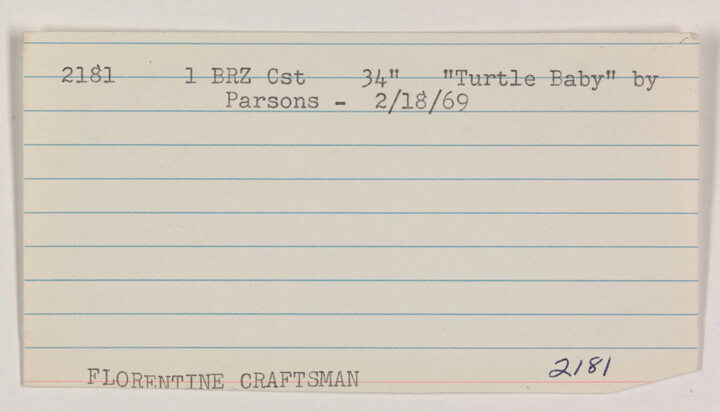 2181 1 BRZ Cst 34" "Turtle Baby" by
Parsons - 2/18/69
FLORENTINE CRAFTSMAN 2181